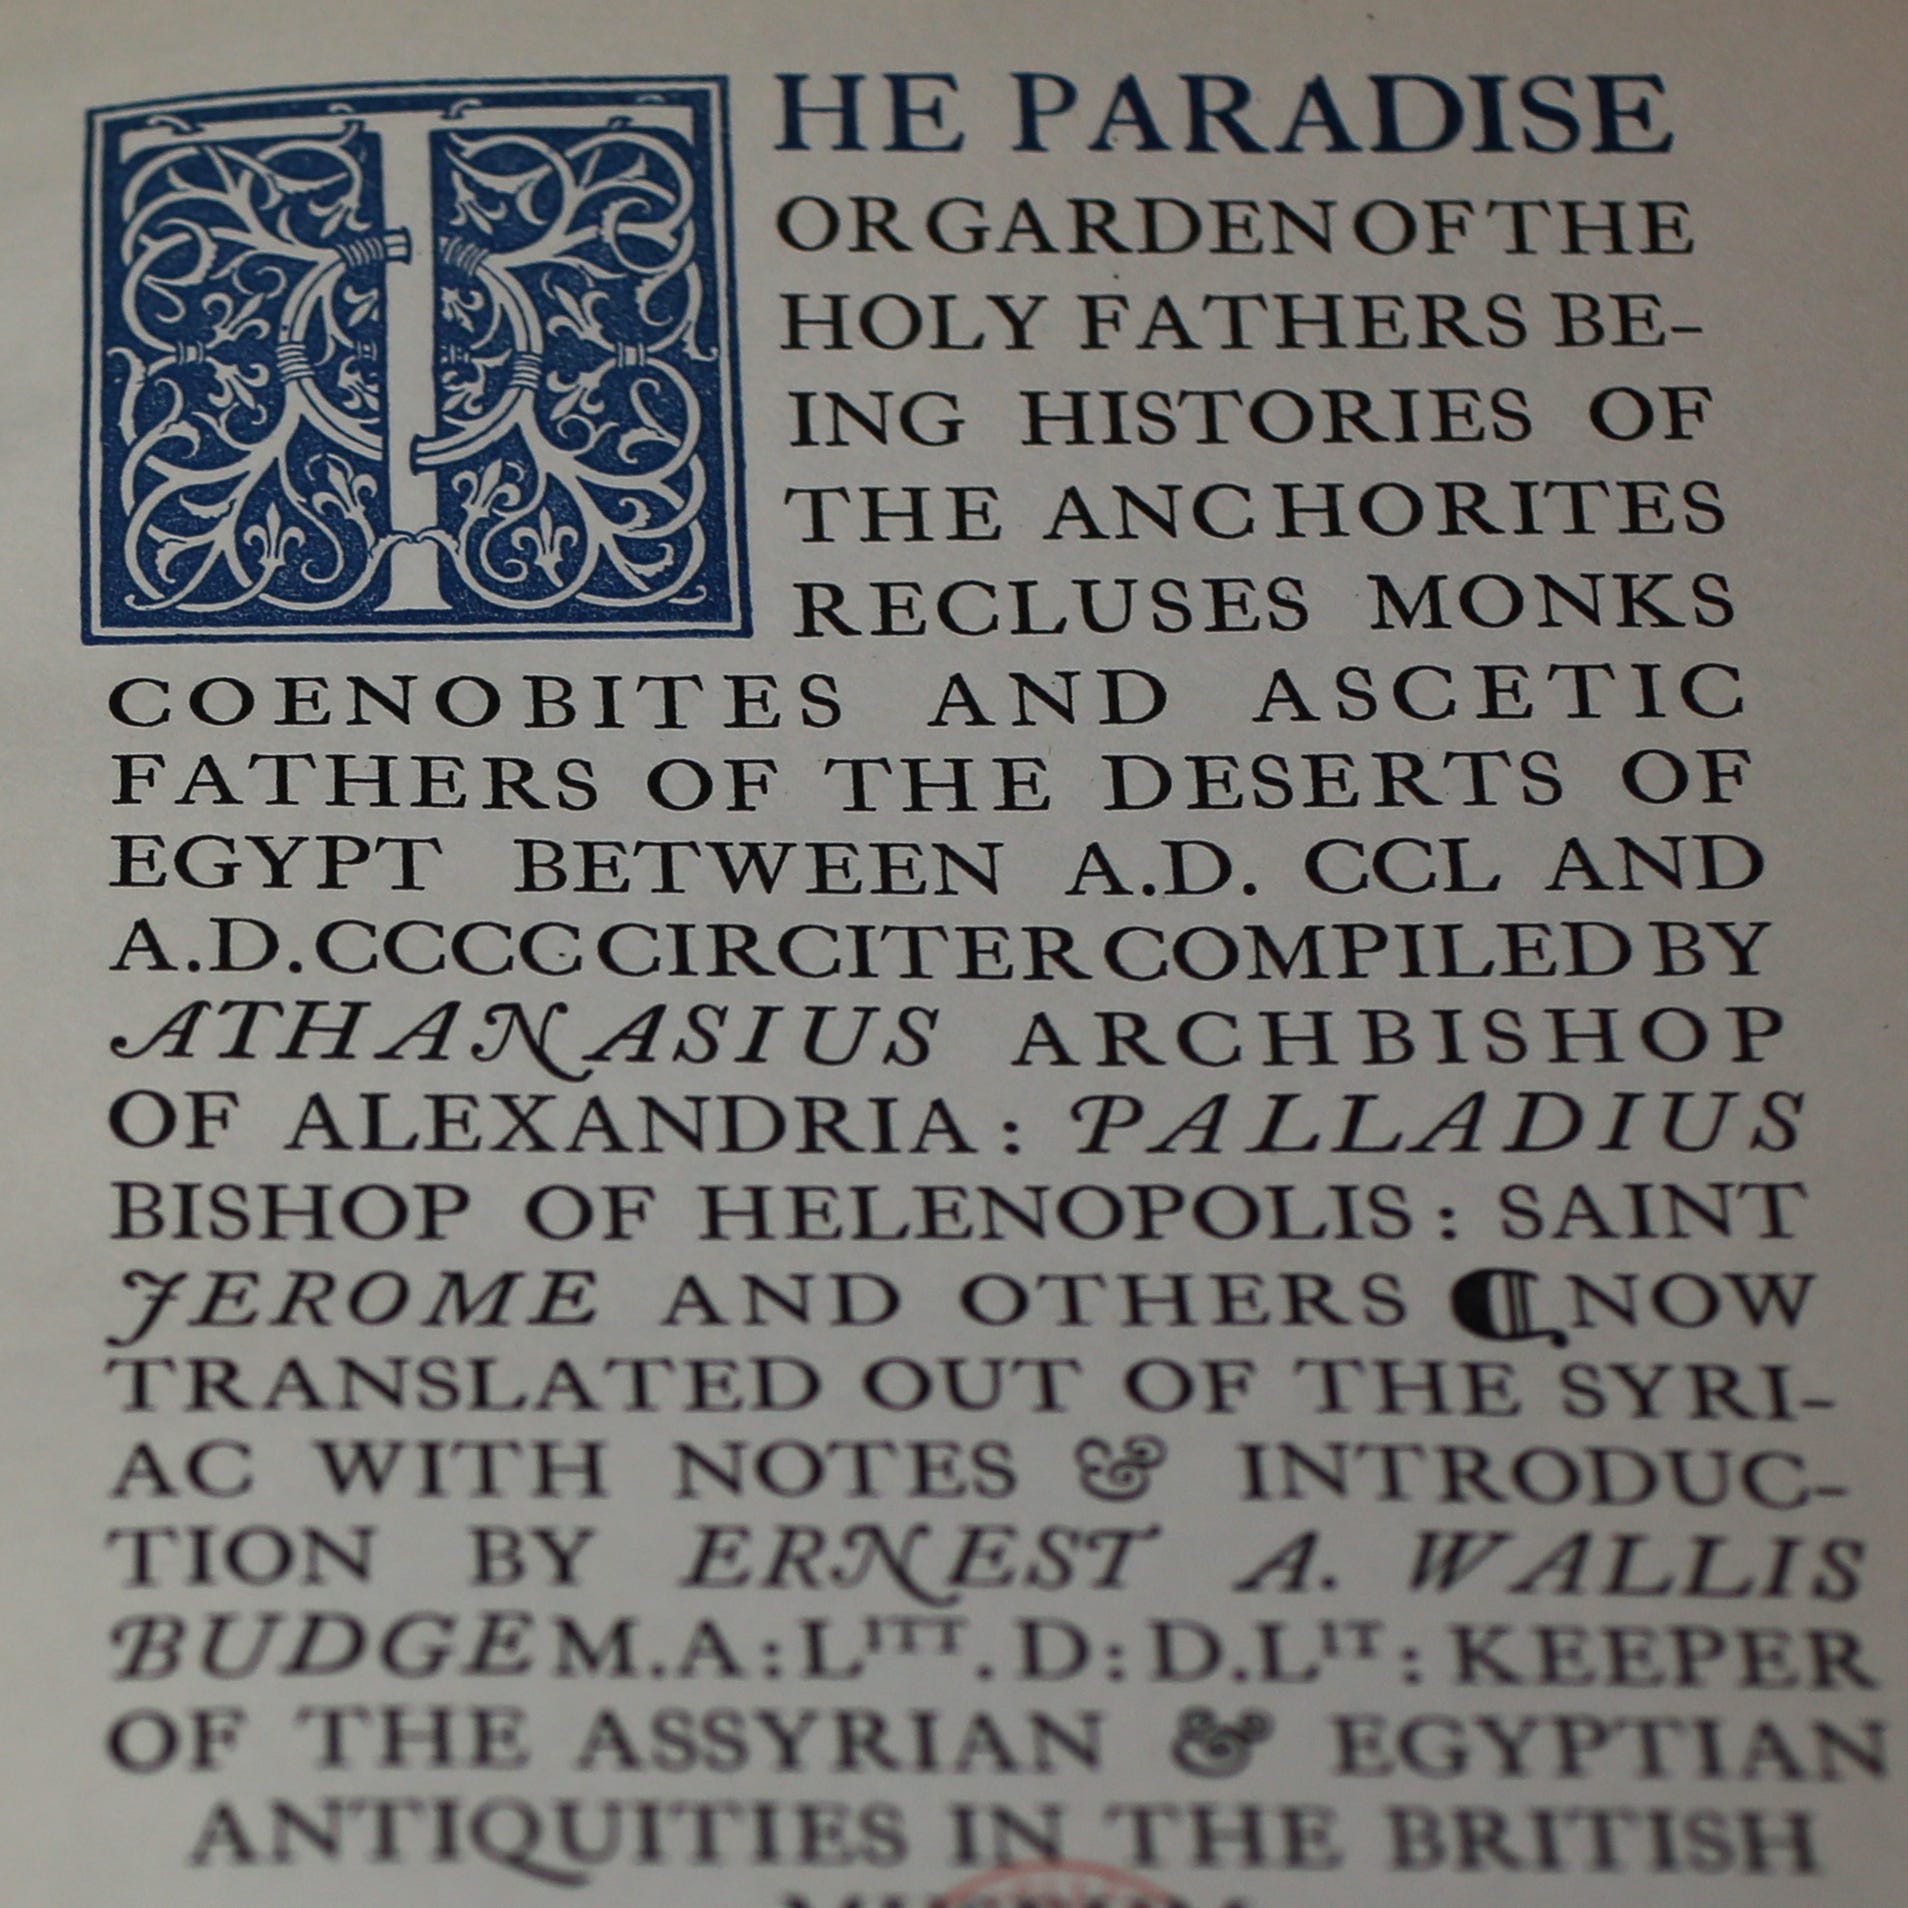 THE PARADISE
OR GARDEN OF THE
HOLY FATHERS BE-
ING HISTORIES OF
THE ANCHORITES
RECLUSES MONKS
COENOBITES AND ASCETIC
FATHERS OF THE DESERTS OF
EGYPT BETWEEN A.D. CCL AND
A.D. CCCC CIRCITER COMPILED BY
ATHANASIUS ARCHBISHOP
OF ALEXANDRIA: PALLADIUS
BISHOP OF HELENOPOLIS: SAINT
JEROME AND OTHERS ¶NOW
TRANSLATED OUT OF THE SYRI-
AC WITH NOTES & INTRODUC-
TION BY ERNEST A. WALLIS
BUDGE M.A: LITT.D: D.LIT: KEEPER
OF THE ASSYRIAN & EGYPTIAN
ANTIQUITIES IN THE BRITISH